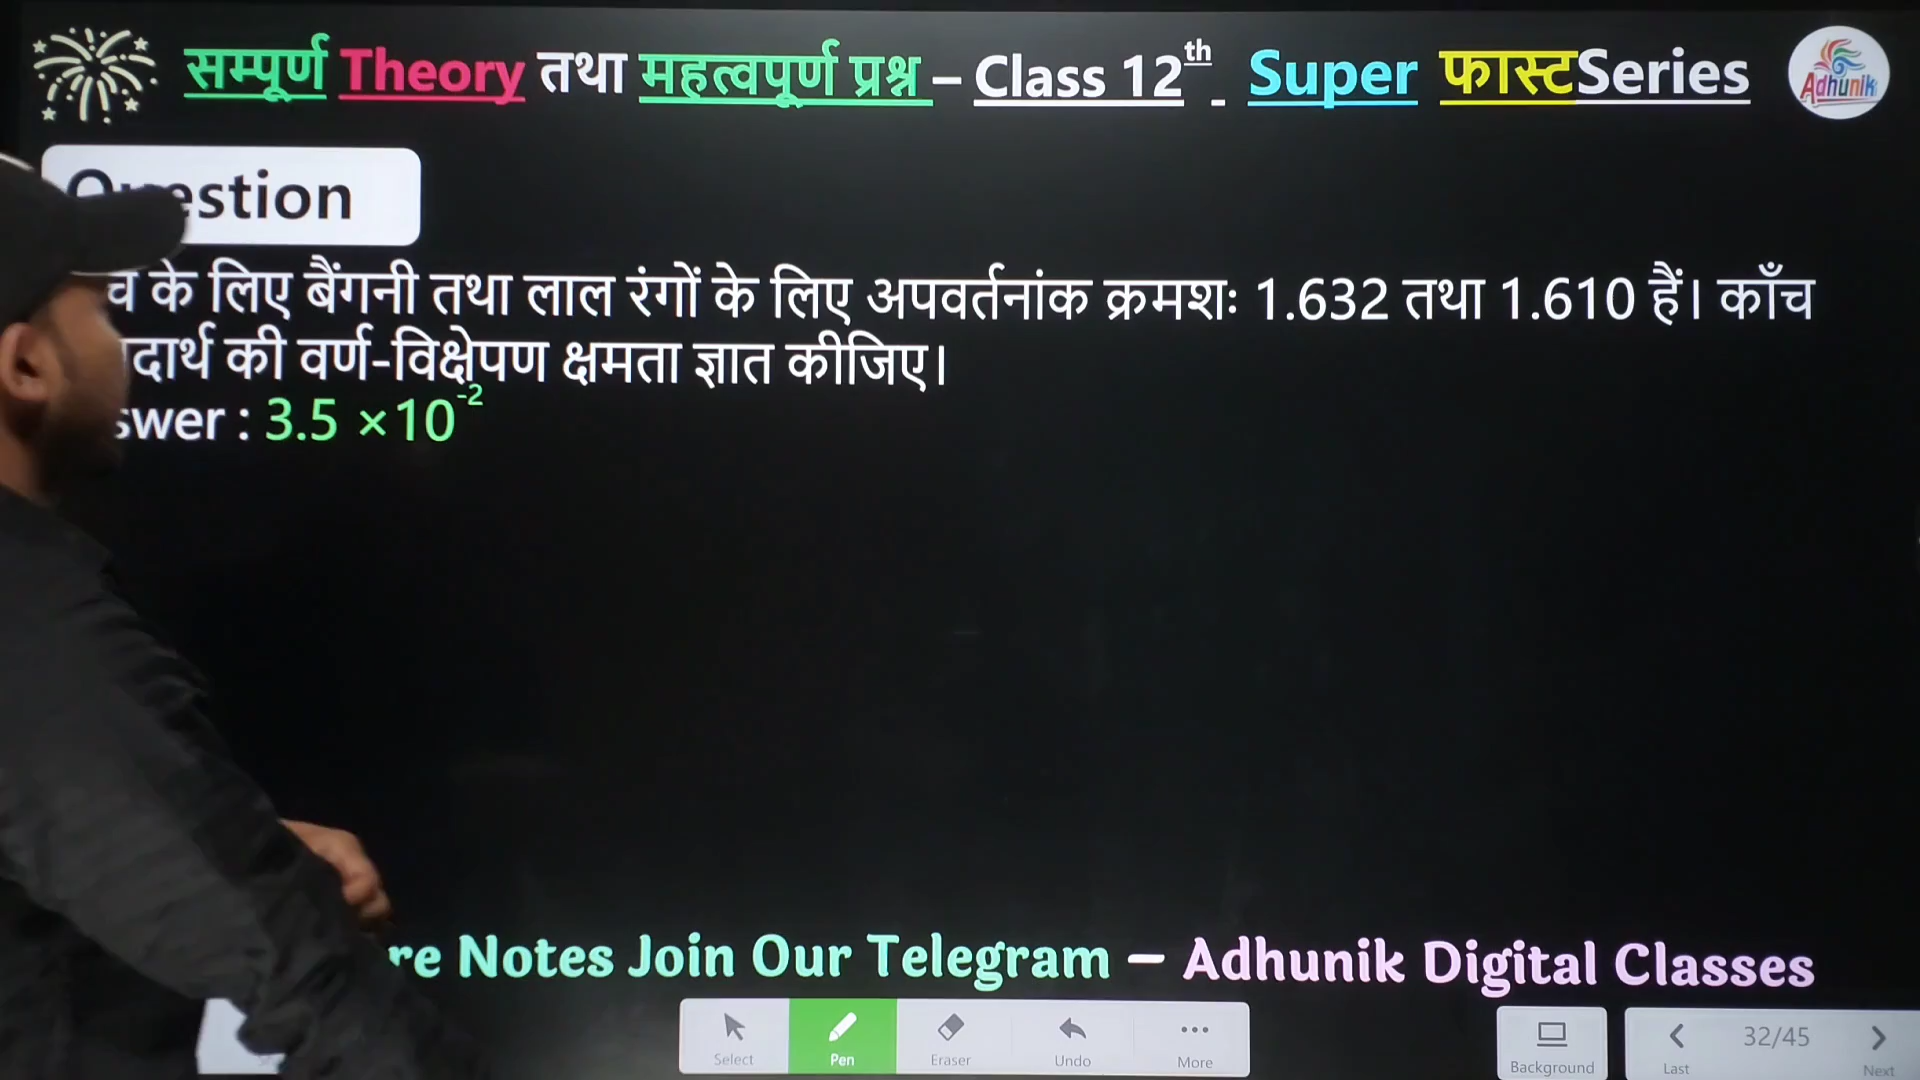 सम्पूर्ण Theory तथा महत्वपूर्ण प्रश्न – Class 12th - Super फास्टSeries
Adhunik
Question
के लिए बैंगनी तथा लाल रंगों के लिए अपवर्तनांक क्रमशः 1.632 तथा 1.610 हैं। काँच
की वर्ण-विक्षेपण क्षमता ज्ञात कीजिए।
swer : 3.5 ×10-2
re Notes Join Our Telegram – Adhunik Digital Classes
Select Pen Eraser Undo More Background Last 32/45 Next